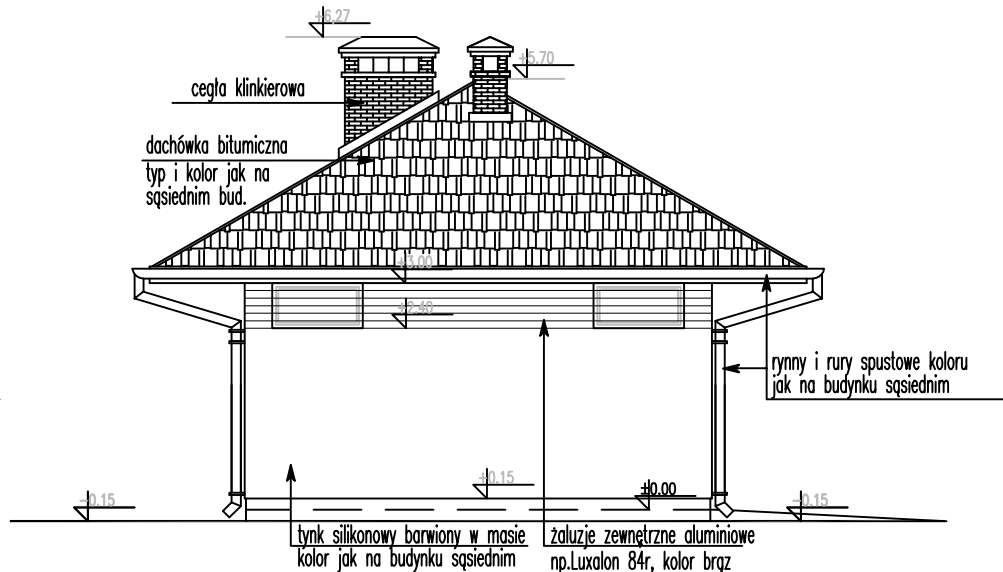 +6,27
+5.70
cegła klinkierowa
dachówka bitumiczna
typ i kolor jak na
sąsiednim bud.
+3.00
+2.40
rynny i rury spustowe koloru
jak na budynku sąsiednim
-0.15
+0.15
±0.00
-0.15
tynk silikonowy barwiony w masie
kolor jak na budynku sąsiednim
żaluzje zewnętrzne aluminiowe
np.Luxalon 84r, kolor brąz